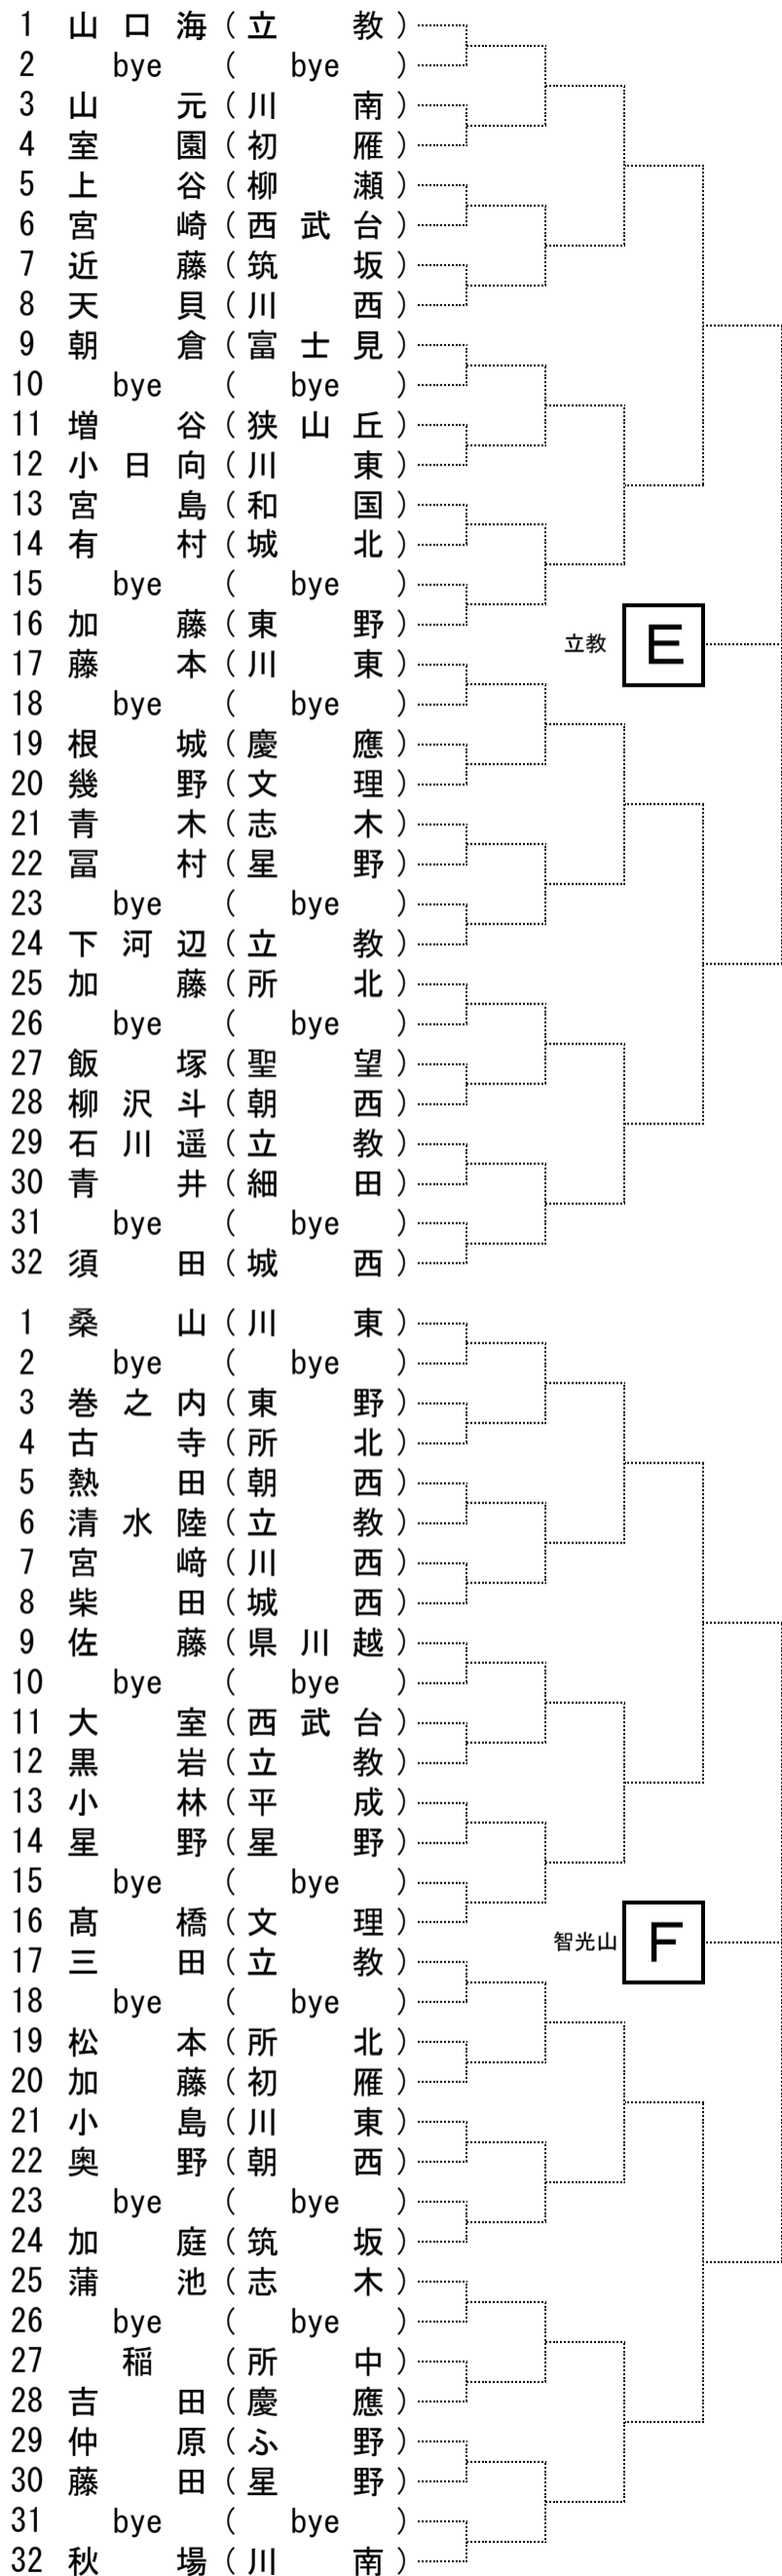 1 山口海(立教)
2 bye (bye)
3 山元(川南)
4 室園(初雁)
5 上谷(柳瀬)
6 宮崎(西武台)
7 近藤(筑坂)
8 天貝(川西)
9 朝倉(富士見)
10 bye (bye)
11 増谷(狭山丘)
12 小日向(川東)
13 宮島(和国)
14 有村(城北)
15 bye (bye)
16 加藤(東野)
立教 E
17 藤本(川東)
18 bye (bye)
19 根城(慶應)
20 幾野(文理)
21 青木(志木)
22 冨村(星野)
23 bye (bye)
24 下河辺(立教)
25 加藤(所北)
26 bye (bye)
27 飯塚(聖望)
28 柳沢斗(朝西)
29 石川遥(立教)
30 青井(細田)
31 bye (bye)
32 須田(城西)
1 桑山(川東)
2 bye (bye)
3 巻之内(東野)
4 古寺(所北)
5 熱田(朝西)
6 清水陸(立教)
7 宮﨑(川西)
8 柴田(城西)
9 佐藤(県川越)
10 bye (bye)
11 大室(西武台)
12 黒岩(立教)
13 小林(平成)
14 星野(星野)
15 bye (bye)
16 髙橋(文理)
智光山 F
17 三田(立教)
18 bye (bye)
19 松本(所北)
20 加藤(初雁)
21 小島(川東)
22 奥野(朝西)
23 bye (bye)
24 加庭(筑坂)
25 蒲池(志木)
26 bye (bye)
27 稲(所中)
28 吉田(慶應)
29 仲原(ふ野)
30 藤田(星野)
31 bye (bye)
32 秋場(川南)